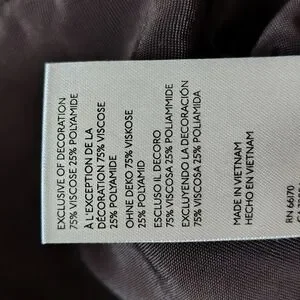 EXCLUSIVE OF DECORATION
75% VISCOSE 25% POLYAMIDE
À L'EXCEPTION DE LA
DÉCORATION 75% VISCOSE
25% POLYAMIDE
OHNE DEKO 75% VISKOSE
25% POLYAMID
ESCLUSO IL DECORO
75% VISCOSA 25% POLIAMMIDE
EXCLUYENDO LA DECORACIÓN
75% VISCOSA 25% POLIAMIDA
MADE IN VIETNAM
HECHO EN VIETNAM
RN 66170